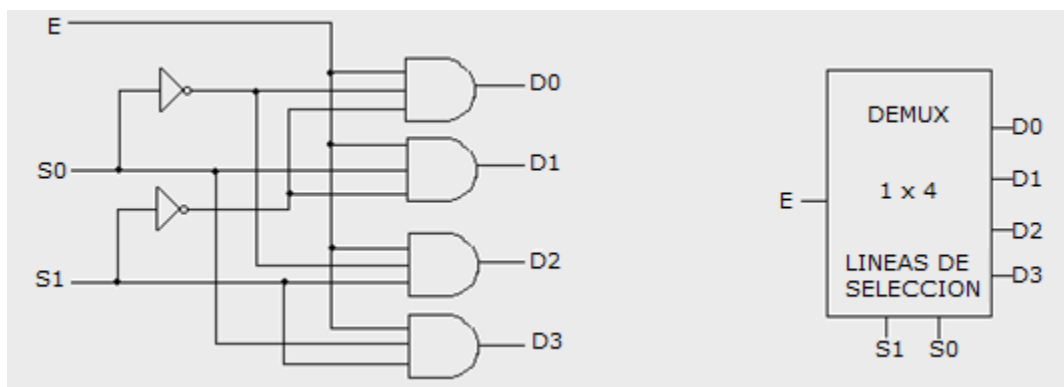 E
S0
S1
D0
D1
D2
D3
DEMUX
1 x 4
LINEAS DE
SELECCION
E
D0
D1
D2
D3
S1 S0